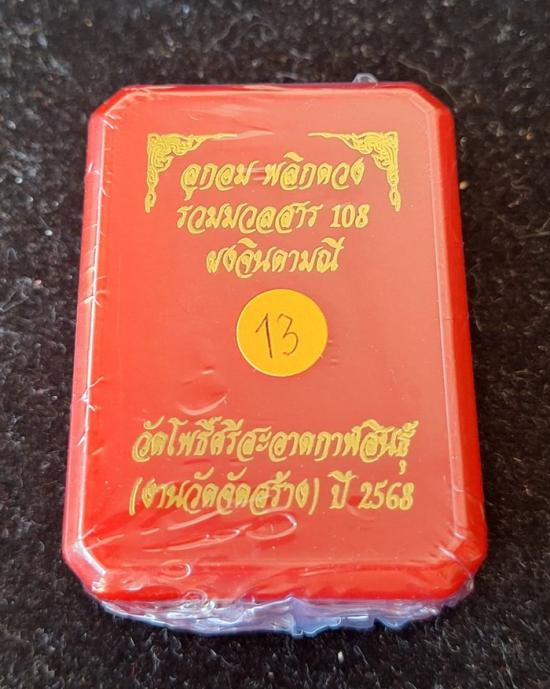 ลูกอม พลิกดวง
รวมมวลสาร 108
ผงจินดามณี
13
วัดโพธิ์ศรีสะอาดกาฬสินธุ์
(งานวัดจัดสร้าง) ปี 2568